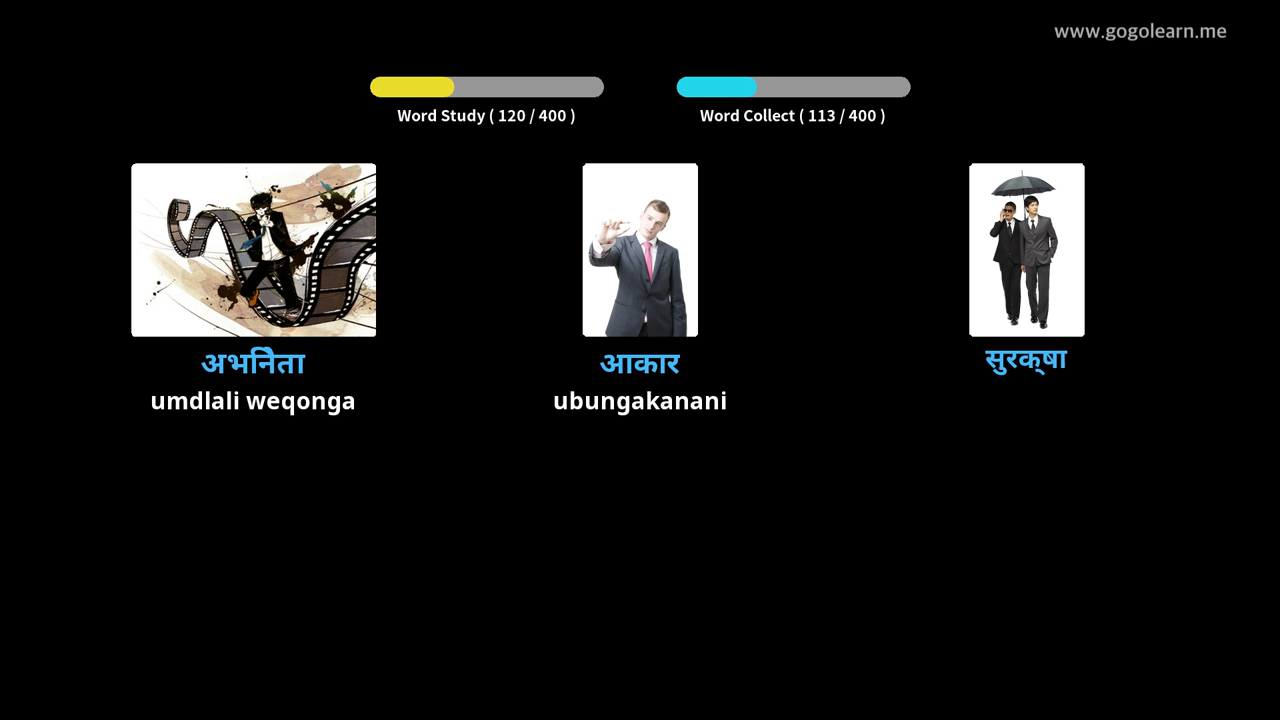 www.gogolearn.me
Word Study ( 120 / 400 )
Word Collect ( 113 / 400 )
अभिनेता
आकार
सुरक्षा
umdlali weqonga
ubungakanani